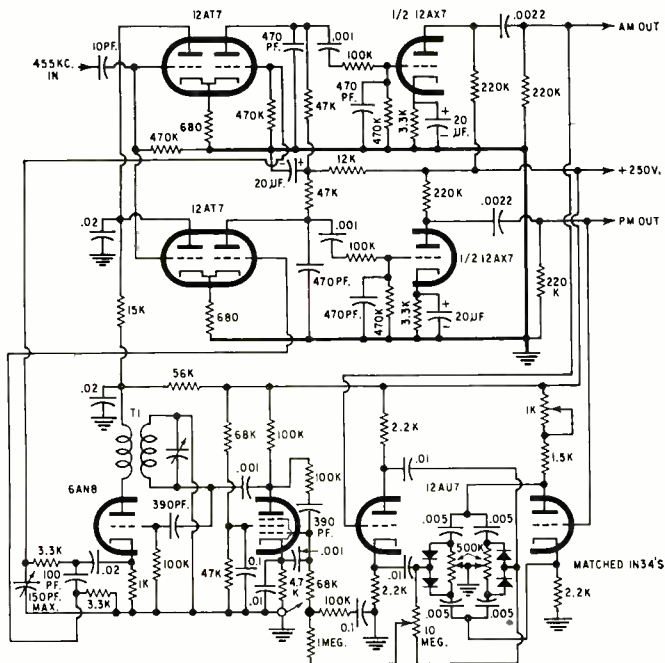 12AT7
1/2 12AX7
.0022
AM OUT
10PF.
455KC.
IN
470
PF.
.001
100K
470
PF.
470K
3.3K
20
µF.
220K
220K
680
470K
47K
470K
20µF.
12K
+250V.
12AT7
.02
47K
220K
.0022
PM OUT
.001
100K
1/2 12AX7
470PF.
470PF.
470K
3.3K
20µF
220
K
680
15K
.02
56K
T1
68K
100K
2.2K
.01
1K
1.5K
12AU7
6AN8
390PF.
.001
100K
390
PF.
.005
.005
500K
MATCHED IN34'S
3.3K
100
PF
150PF.
MAX.
.02
1K
100K
3.3K
47K
0.1
.01
4.7
K
.001
68K
100K
0.1
2.2K
.01
.005
.005
2.2K
1MEG.
10
MEG.